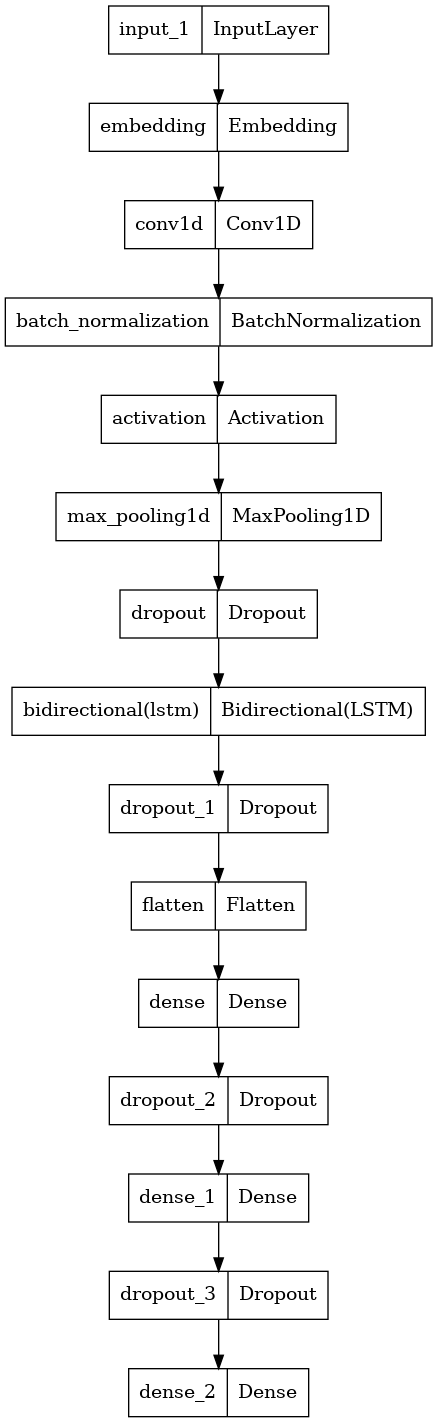 input_1 InputLayer
embedding Embedding
conv1d Conv1D
batch_normalization BatchNormalization
activation Activation
max_pooling1d MaxPooling1D
dropout Dropout
bidirectional(lstm) Bidirectional(LSTM)
dropout_1 Dropout
flatten Flatten
dense Dense
dropout_2 Dropout
dense_1 Dense
dropout_3 Dropout
dense_2 Dense